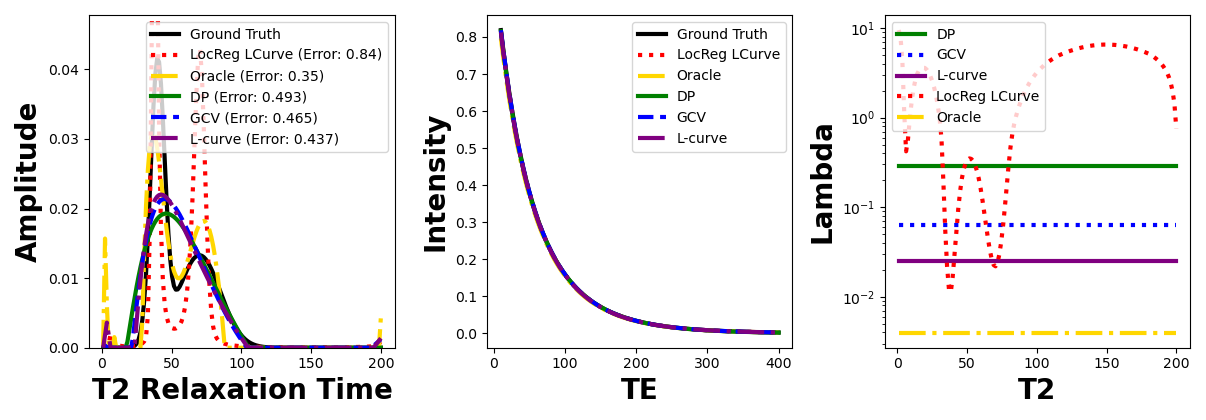 Amplitude
0.04
0.03
0.02
0.01
0.00
Ground Truth
LocReg LCurve (Error: 0.84)
Oracle (Error: 0.35)
DP (Error: 0.493)
GCV (Error: 0.465)
L-curve (Error: 0.437)
0 50 100 150 200
T2 Relaxation Time
Intensity
0.8
0.7
0.6
0.5
0.4
0.3
0.2
0.1
0.0
Ground Truth
LocReg LCurve
Oracle
DP
GCV
L-curve
0 100 200 300 400
TE
Lambda
10¹
10⁰
10⁻¹
10⁻²
DP
GCV
L-curve
LocReg LCurve
Oracle
0 50 100 150 200
T2